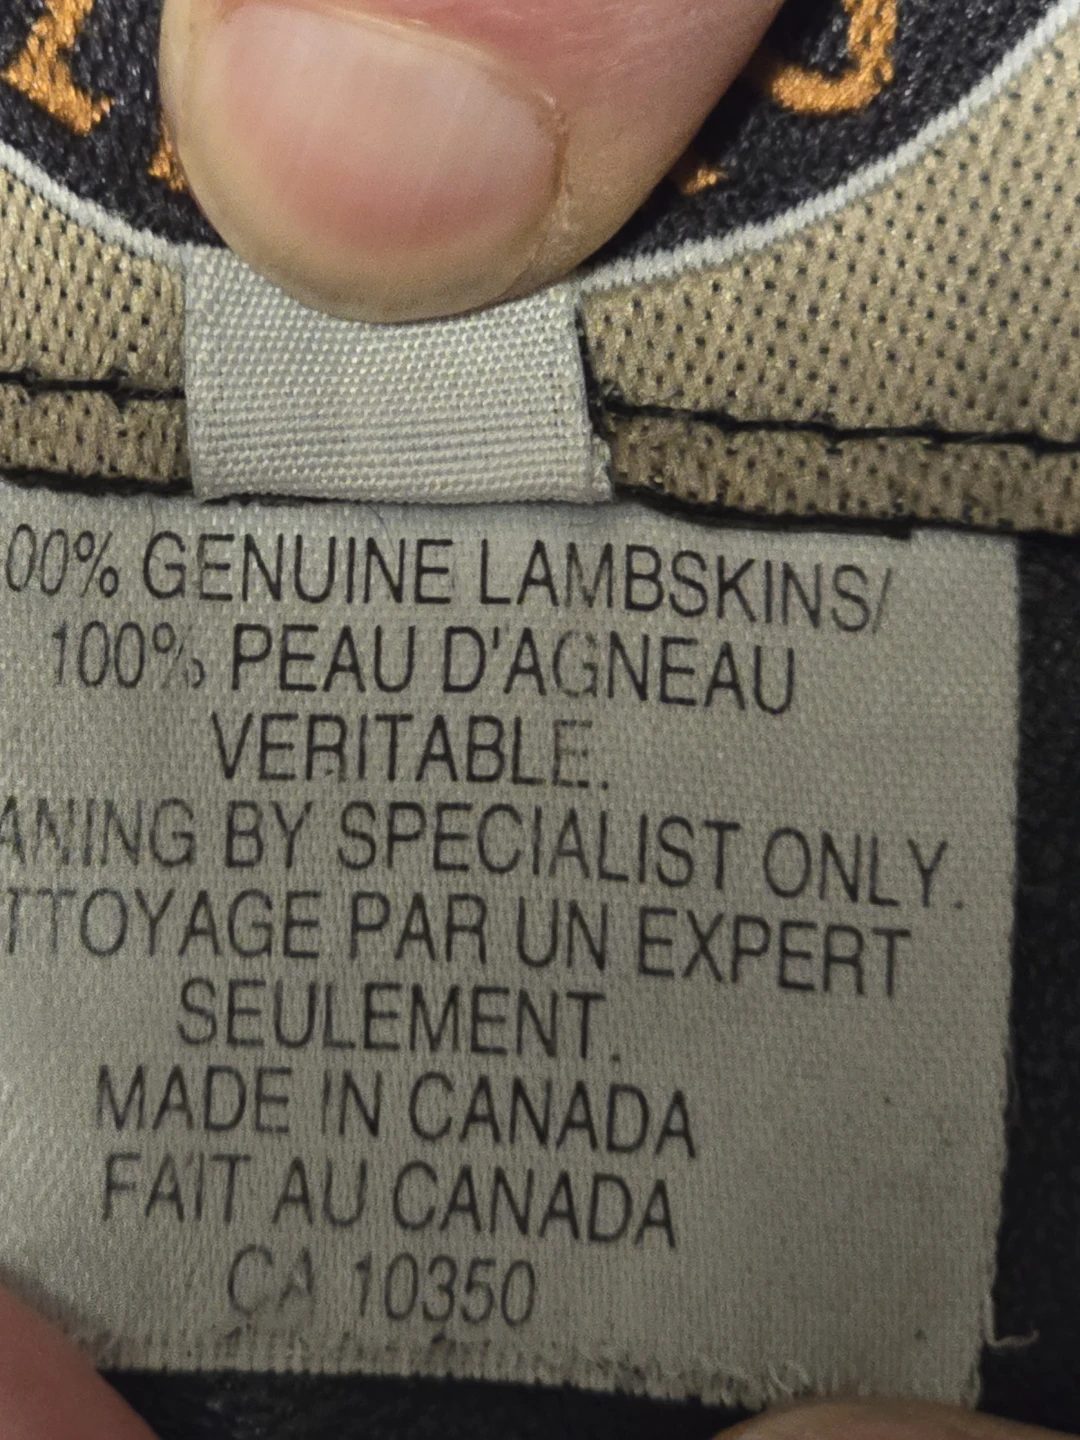 00% GENUINE LAMBSKINS/
100% PEAU D'AGNEAU
VERITABLE.
ANING BY SPECIALIST ONLY.
TTOYAGE PAR UN EXPERT
SEULEMENT.
MADE IN CANADA
FAIT AU CANADA
CA 10350